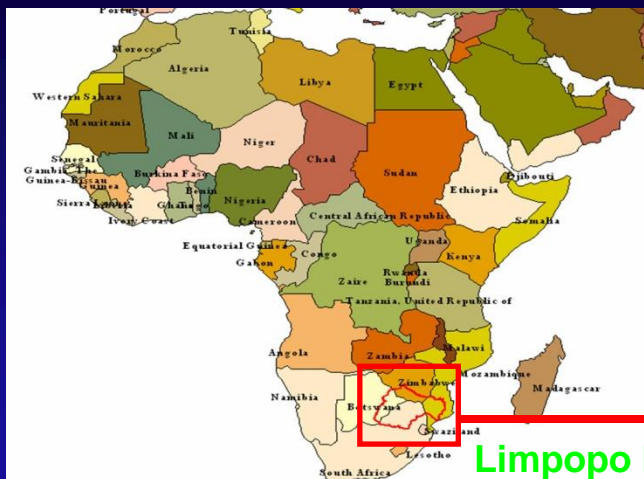 Portugal
Tunisia
Morocco
Algeria
Libya
Egypt
Western Sahara
Mauritania
Mali
Niger
Chad
Sudan
Senegal
Gambia, The
Guinea-Bissau
Guinea
Burkina Faso
Benin
Nigeria
Djibouti
Ethiopia
Sierra
Ivory Coast
Ghana
Togo
Central African Republic
Somalia
Cameroon
Equatorial Guinea
Uganda
Gabon
Congo
Kenya
Rwanda
Zaire
Burundi
Tanzania, United Republic of
Angola
Zambia
Malawi
Zimbabwe
Mozambique
Madagascar
Namibia
Botswana
Swaziland
Lesotho
South Africa
Limpopo